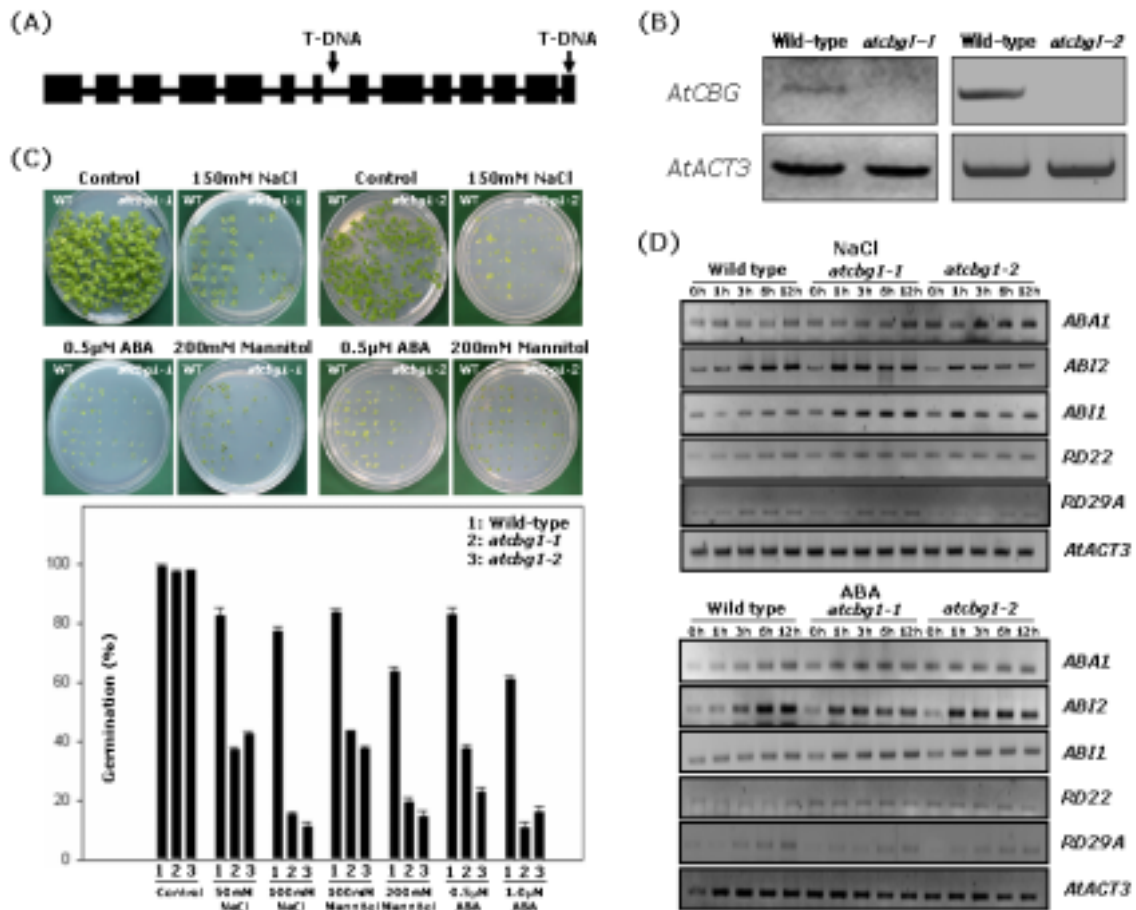 (A)
T-DNA T-DNA
(B)
Wild-type atcbg1-1 Wild-type atcbg1-2
AtCBG
AtACT3
(C)
Control 150mM NaCl Control 150mM NaCl
WT atcbg1-1 WT atcbg1-1 WT atcbg1-2 WT atcbg1-2
0.5µM ABA 200mM Mannitol 0.5µM ABA 200mM Mannitol
WT atcbg1-1 WT atcbg1-1 WT atcbg1-2 WT atcbg1-2
1: Wild-type
2: atcbg1-1
3: atcbg1-2
Germination (%)
100
80
60
40
20
0
1 2 3 1 2 3 1 2 3 1 2 3 1 2 3 1 2 3 1 2 3
Control 50mM NaCl 100mM NaCl 100mM Mannitol 200mM Mannitol 0.5µM ABA 1.0µM ABA
(D)
NaCl
Wild type atcbg1-1 atcbg1-2
0h 1h 3h 6h 12h 0h 1h 3h 6h 12h 0h 1h 3h 6h 12h
ABA1
ABI2
ABI1
RD22
RD29A
AtACT3
ABA
Wild type atcbg1-1 atcbg1-2
0h 1h 3h 6h 12h 0h 1h 3h 6h 12h 0h 1h 3h 6h 12h
ABA1
ABI2
ABI1
RD22
RD29A
AtACT3